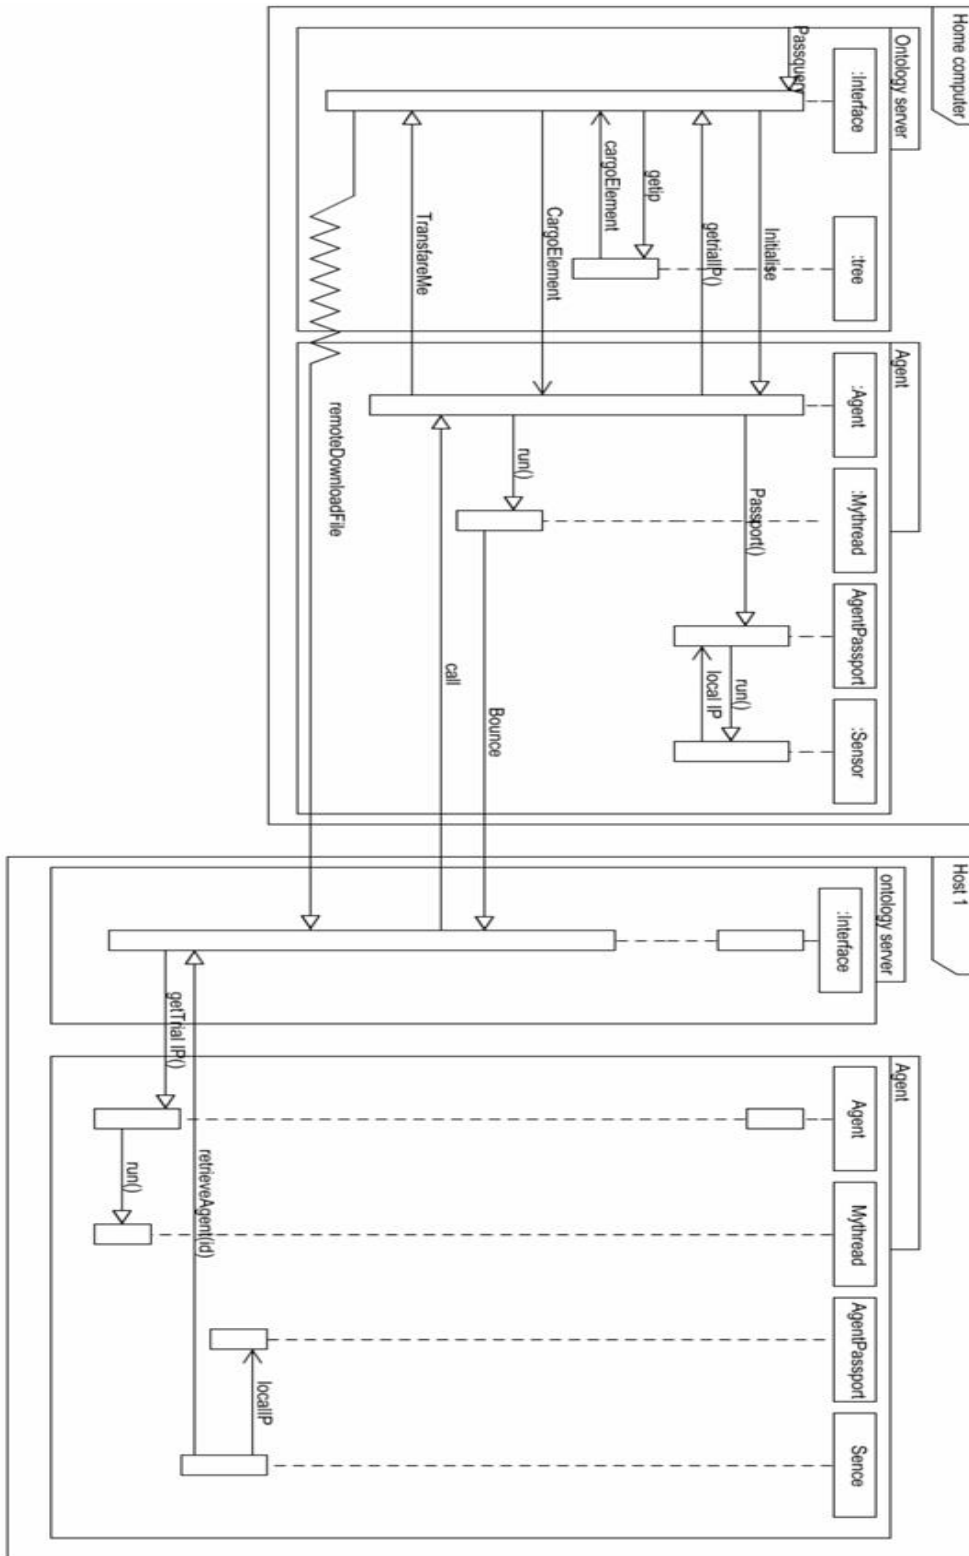 Home computer
Ontology server
:Interface
:tree
Agent
:Agent
:Mythread
AgentPassport
:Sensor
Passquery
Initialise
Passport()
getrialIP()
run()
local IP
getip
cargoElement
CargoElement
run()
Bounce
call
TransfareMe
remoteDownloadFile
Host 1
ontology server
:Interface
Agent
Agent
Mythread
AgentPassport
Sence
localIP
retrieveAgent(id)
getTrial IP()
run()